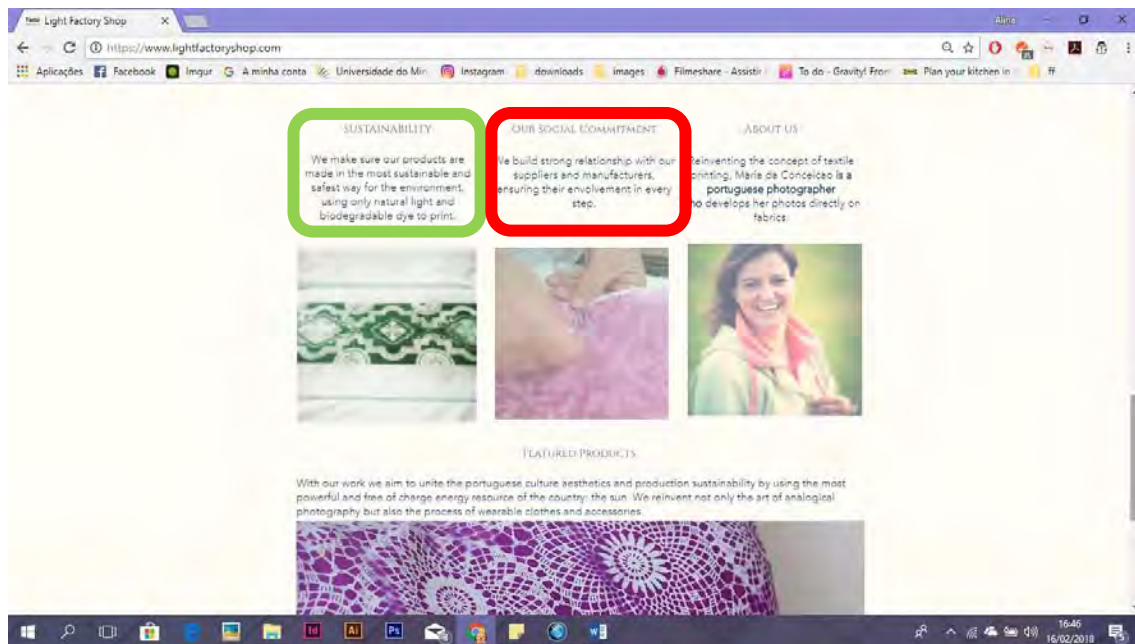 Light Factory Shop
Alina
https://www.lightfactoryshop.com
Aplicações Facebook Imgur A minha conta Universidade do Min Instagram downloads images Filmeshare - Assistir To do - Gravity! From Plan your kitchen in ff
SUSTAINABILITY
We make sure our products are
made in the most sustainable and
safest way for the environment,
using only natural light and
biodegradable dye to print.
OUR SOCIAL COMMITMENT
We build strong relationship with our
suppliers and manufacturers,
ensuring their envolvement in every
step.
ABOUT US
Reinventing the concept of textile
printing, Maria da Conceicao is a
portuguese photographer
who develops her photos directly on
fabrics.
FEATURED PRODUCTS
With our work we aim to unite the portuguese culture aesthetics and production sustainability by using the most
powerful and free of charge energy resource of the country: the sun. We reinvent not only the art of analogical
photography but also the process of wearable clothes and accessories.
Id Ai Ps
16:46
16/02/2018